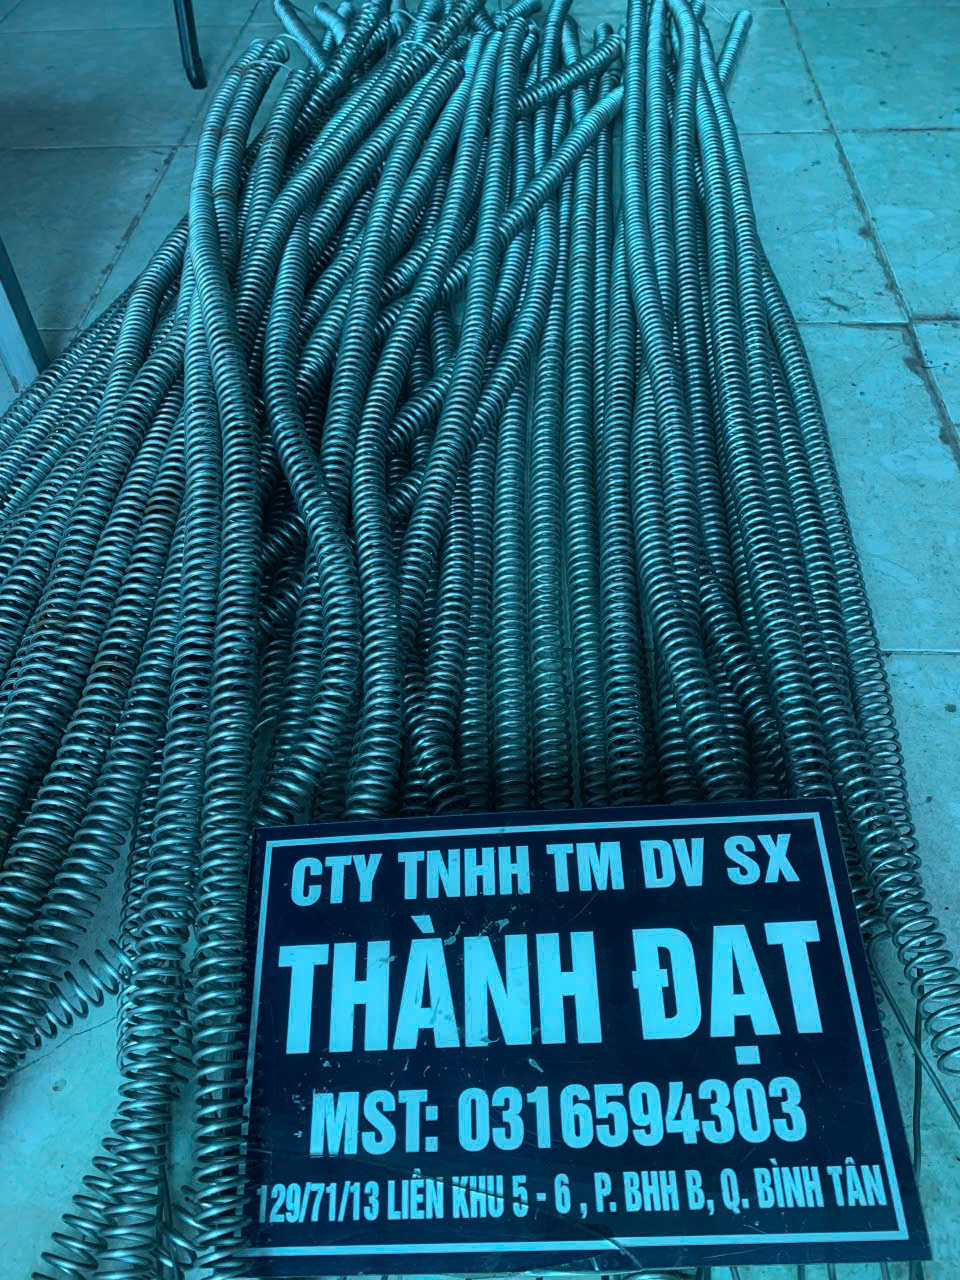 CTY TNHH TM DV SX
THÀNH ĐẠT
MST: 0316594303
129/71/13 LIÊN KHU 5 - 6 , P. BHH B, Q. BÌNH TÂN